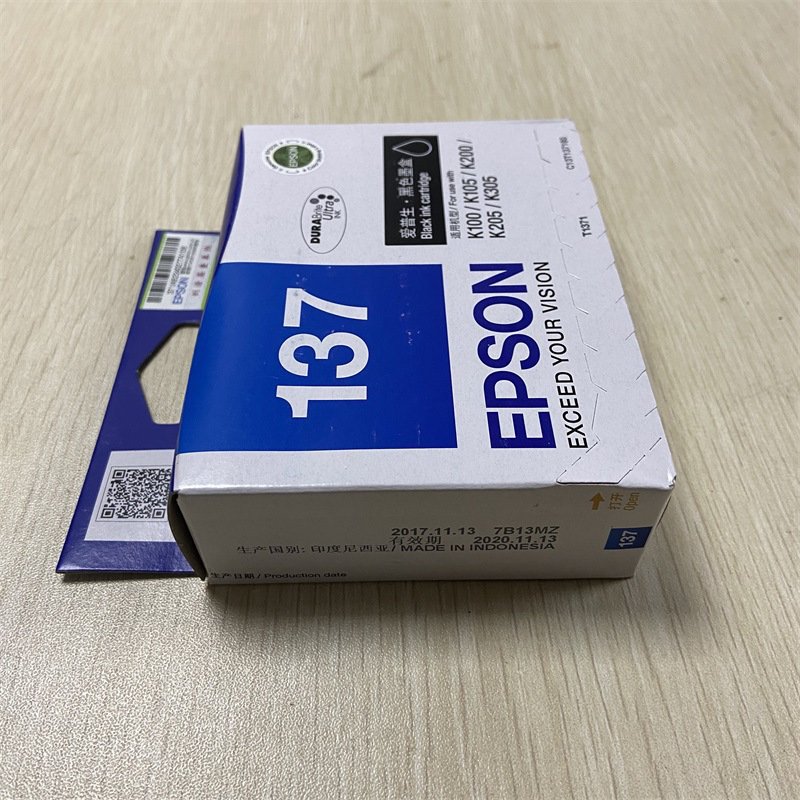 EPSON
DURABrite
Ultra
INK
爱普生·黑色墨盒
Black ink cartridge
适用机型/ For use with
K100 / K105 / K200 /
K205 / K305
T1371
137
EPSON
EXCEED YOUR VISION
EPSON
打开
Open
137
2017.11.13 7B13MZ
有效期 2020.11.13
生产国别: 印度尼西亚/ MADE IN INDONESIA
生产日期 / Production date